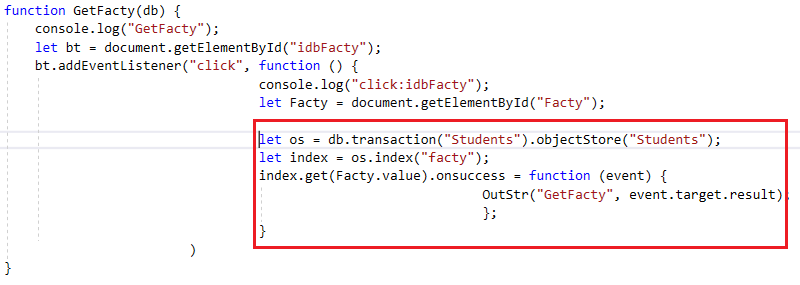 function GetFacty(db) {
console.log("GetFacty");
let bt = document.getElementById("idbFacty");
bt.addEventListener("click", function () {
console.log("click:idbFacty");
let Facty = document.getElementById("Facty");
let os = db.transaction("Students").objectStore("Students");
let index = os.index("facty");
index.get(Facty.value).onsuccess = function (event) {
OutStr("GetFacty", event.target.result);
};
}
)
}